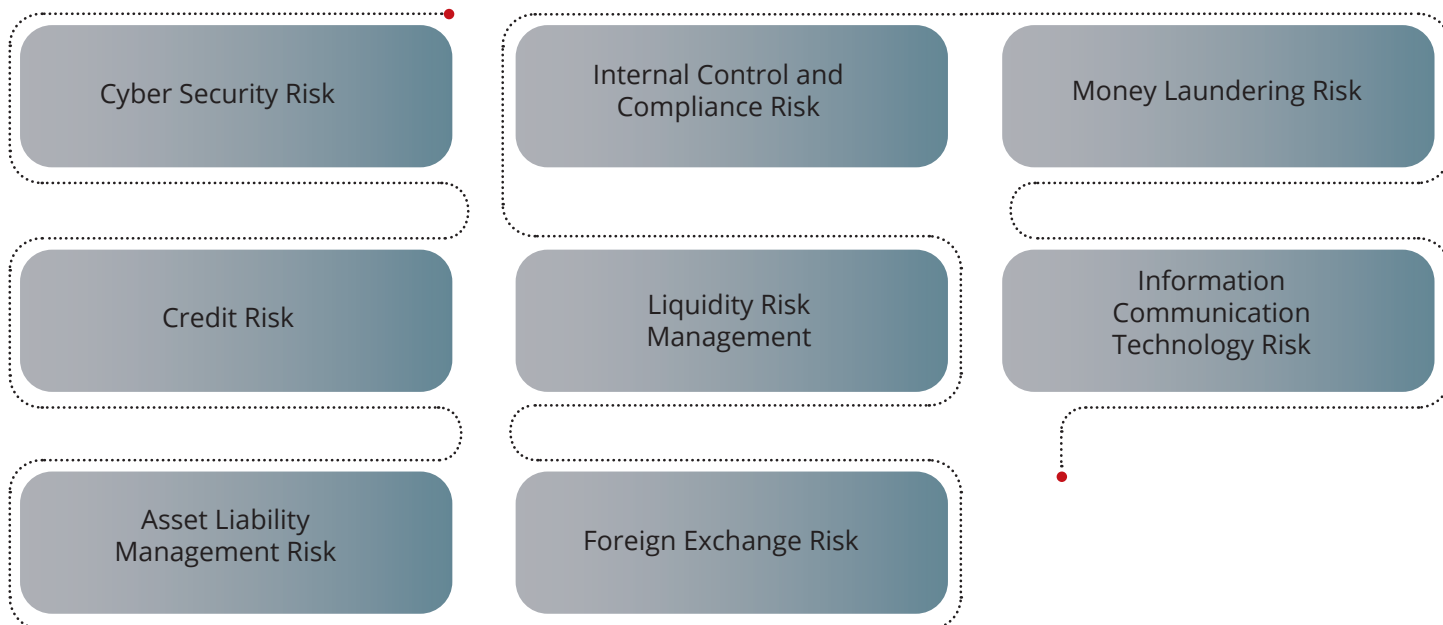 Cyber Security Risk
Internal Control and
Compliance Risk
Money Laundering Risk
Credit Risk
Liquidity Risk
Management
Information
Communication
Technology Risk
Asset Liability
Management Risk
Foreign Exchange Risk